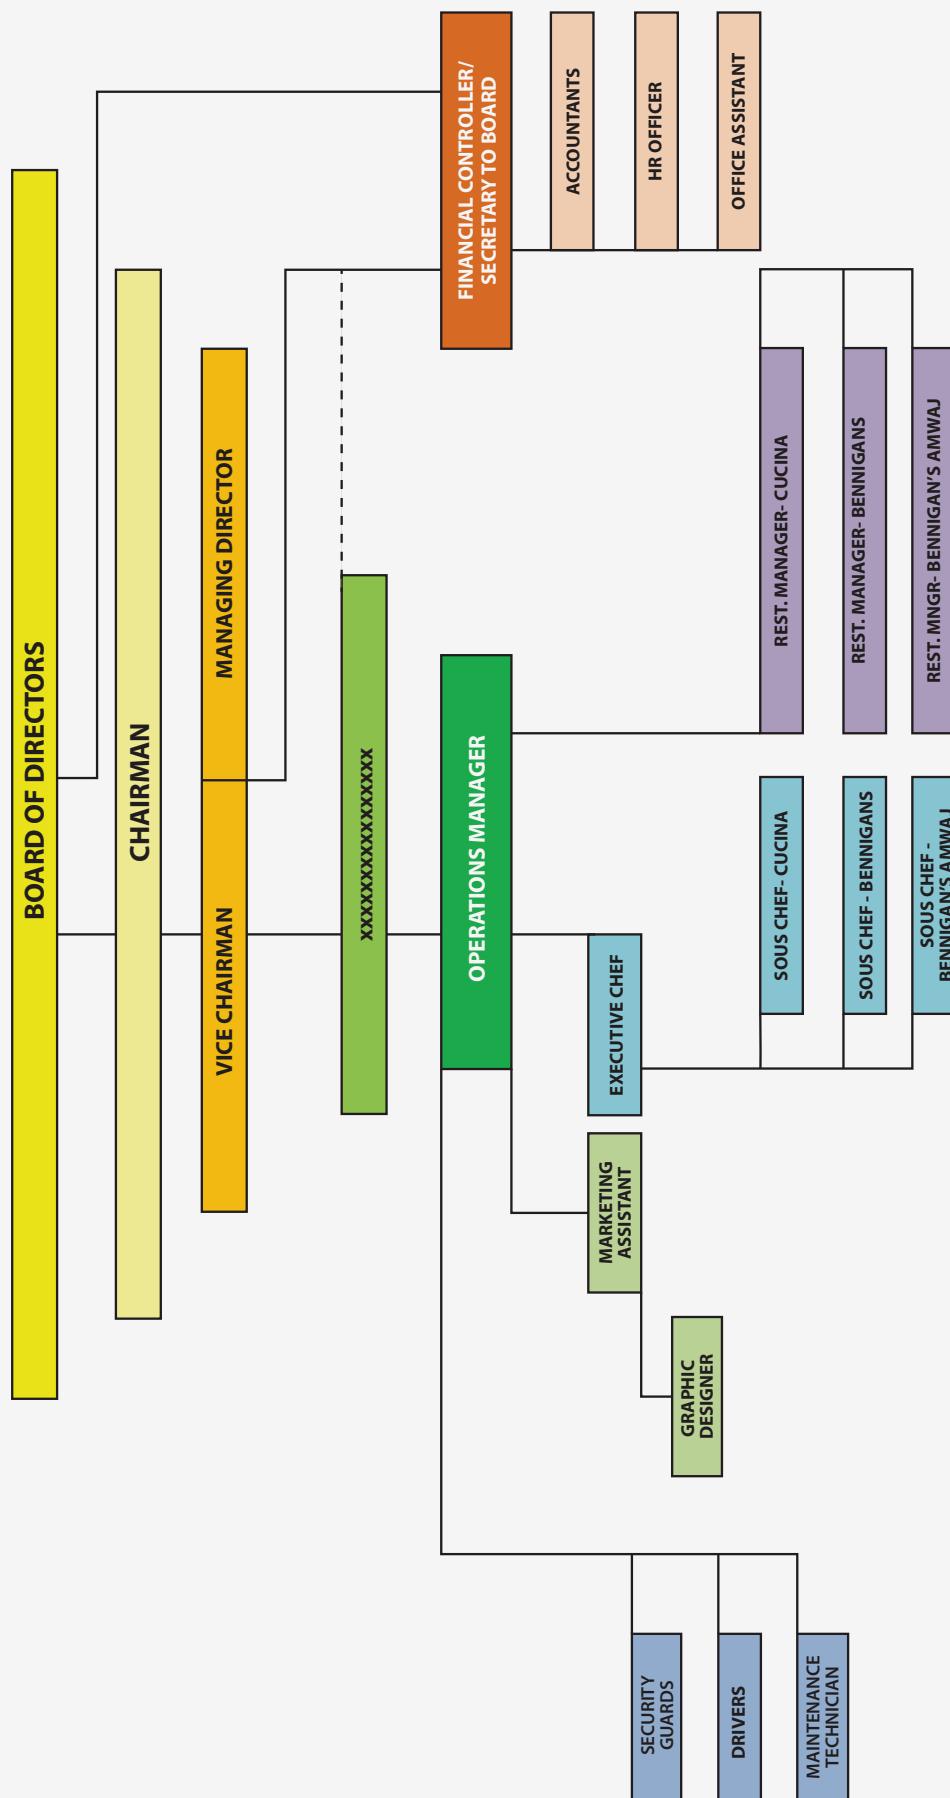 BOARD OF DIRECTORS
CHAIRMAN
VICE CHAIRMAN
MANAGING DIRECTOR
xxxxxxxxxxxxxxxxx
OPERATIONS MANAGER
FINANCIAL CONTROLLER/
SECRETARY TO BOARD
ACCOUNTANTS
HR OFFICER
OFFICE ASSISTANT
EXECUTIVE CHEF
MARKETING
ASSISTANT
GRAPHIC
DESIGNER
SECURITY
GUARDS
DRIVERS
MAINTENANCE
TECHNICIAN
SOUS CHEF- CUCINA
SOUS CHEF - BENNIGANS
SOUS CHEF -
BENNIGAN'S AMWAJ
REST. MANAGER- CUCINA
REST. MANAGER- BENNIGANS
REST. MNGR- BENNIGAN'S AMWAJ